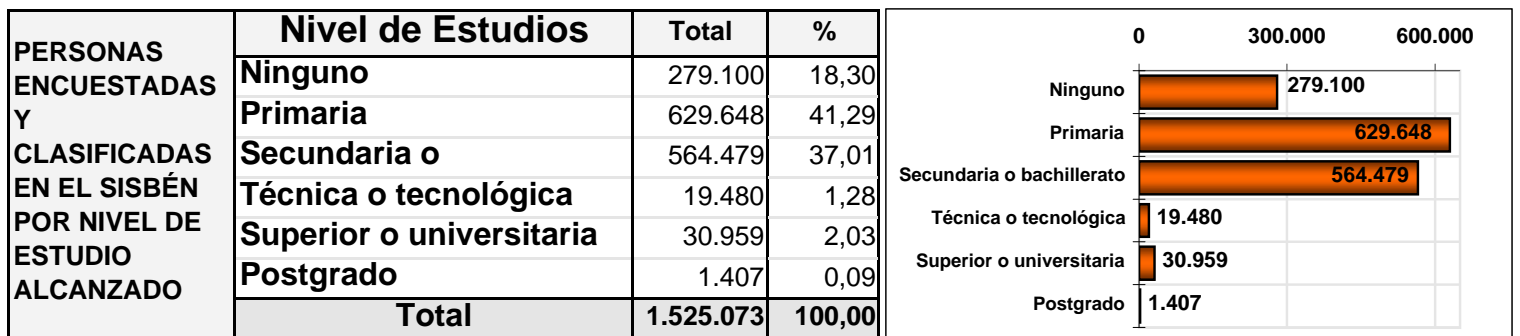 PERSONAS
ENCUESTADAS
Y
CLASIFICADAS
EN EL SISBÉN
POR NIVEL DE
ESTUDIO
ALCANZADO
Nivel de Estudios Total %
Ninguno 279.100 18,30
Primaria 629.648 41,29
Secundaria o 564.479 37,01
Técnica o tecnológica 19.480 1,28
Superior o universitaria 30.959 2,03
Postgrado 1.407 0,09
Total 1.525.073 100,00
0 300.000 600.000
Ninguno 279.100
Primaria 629.648
Secundaria o bachillerato 564.479
Técnica o tecnológica 19.480
Superior o universitaria 30.959
Postgrado 1.407